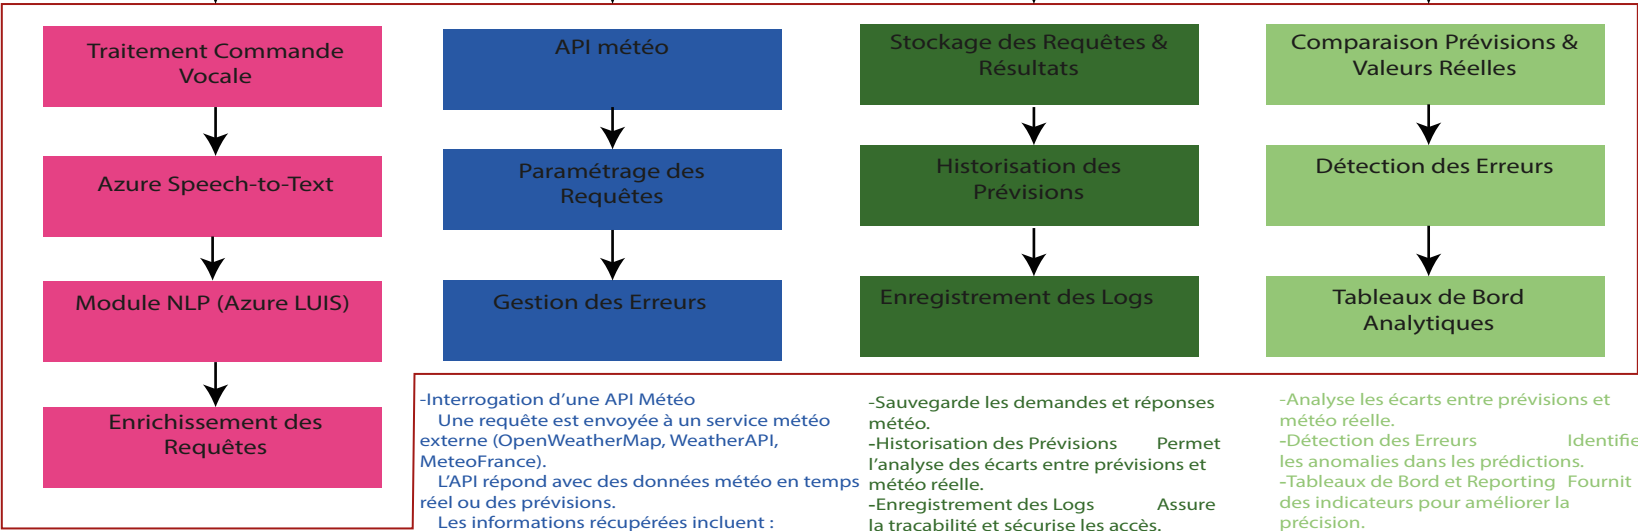 Traitement Commande
Vocale
Azure Speech-to-Text
Module NLP (Azure LUIS)
Enrichissement des
Requêtes
API météo
Paramétrage des
Requêtes
Gestion des Erreurs
-Interrogation d’une API Météo
Une requête est envoyée à un service météo
externe (OpenWeatherMap, WeatherAPI,
MeteoFrance).
L’API répond avec des données météo en temps
réel ou des prévisions.
Les informations récupérées incluent :
Stockage des Requêtes &
Résultats
Historisation des
Prévisions
Enregistrement des Logs
-Sauvegarde les demandes et réponses
météo.
-Historisation des Prévisions Permet
l’analyse des écarts entre prévisions et
météo réelle.
-Enregistrement des Logs Assure
la traçabilité et sécurise les accès.
Comparaison Prévisions &
Valeurs Réelles
Détection des Erreurs
Tableaux de Bord
Analytiques
-Analyse les écarts entre prévisions et
météo réelle.
-Détection des Erreurs Identifie
les anomalies dans les prédictions.
-Tableaux de Bord et Reporting Fournit
des indicateurs pour améliorer la
précision.